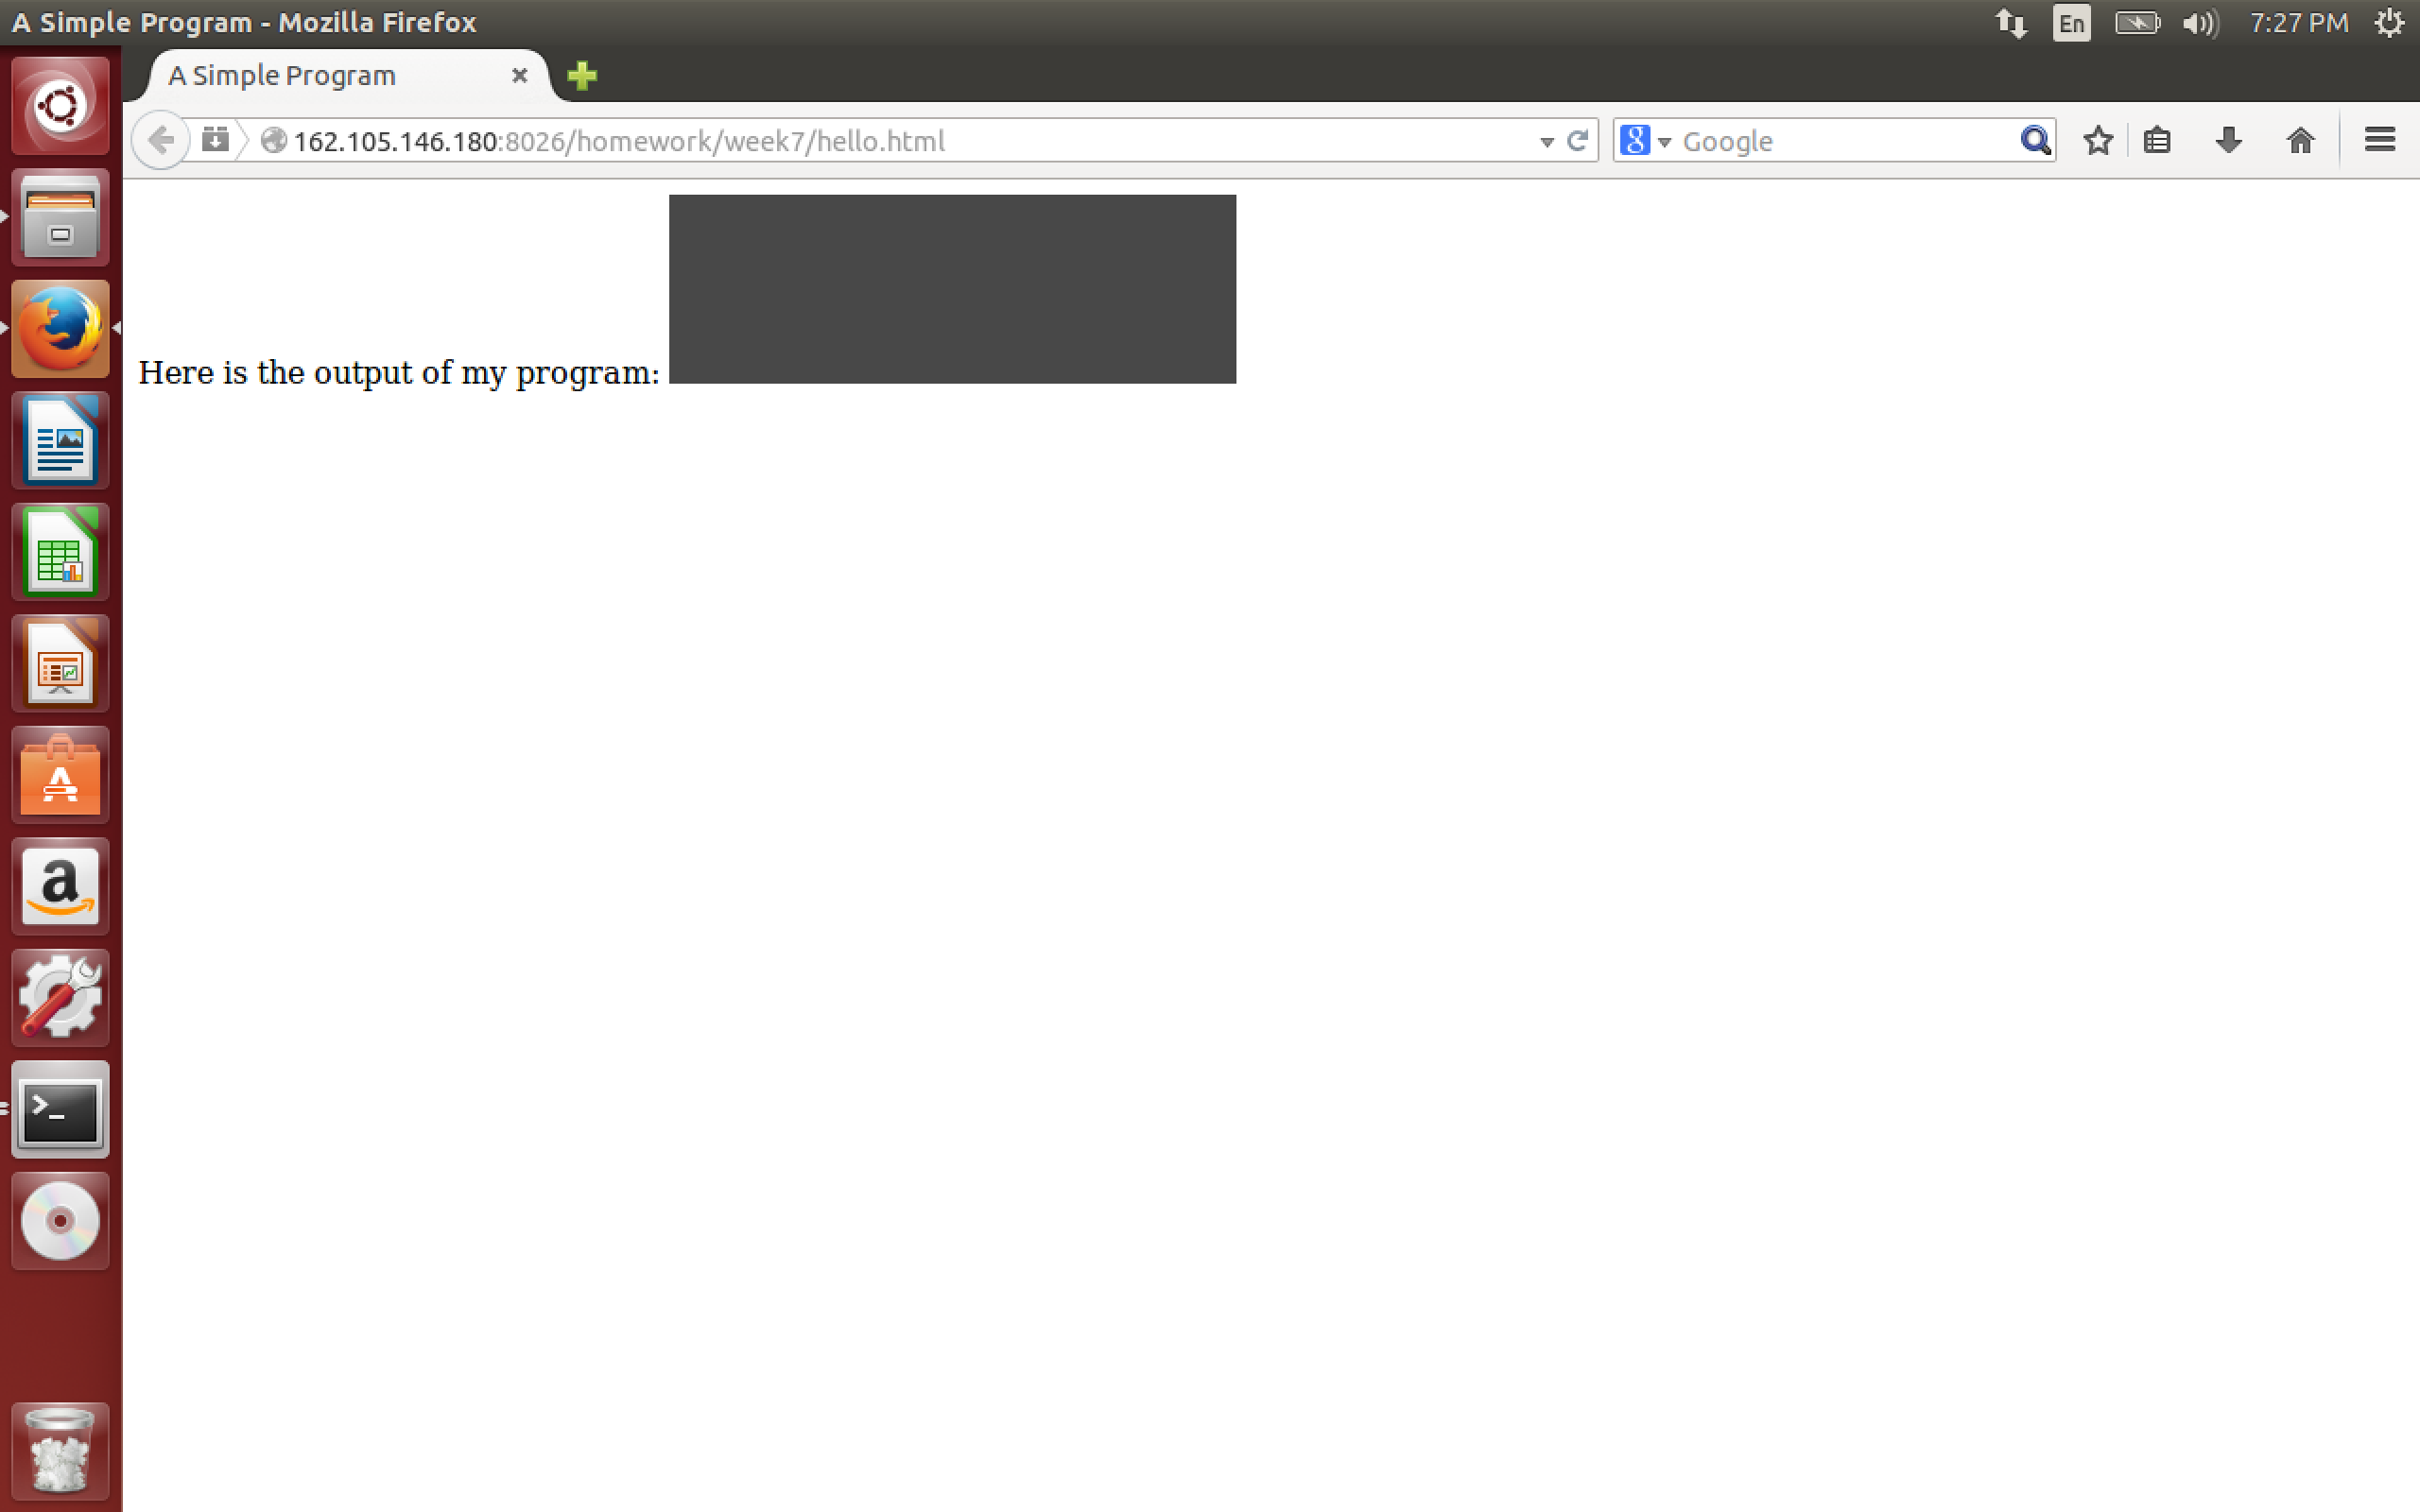 A Simple Program - Mozilla Firefox
En
7:27 PM
A Simple Program
162.105.146.180:8026/homework/week7/hello.html
Google
Here is the output of my program: